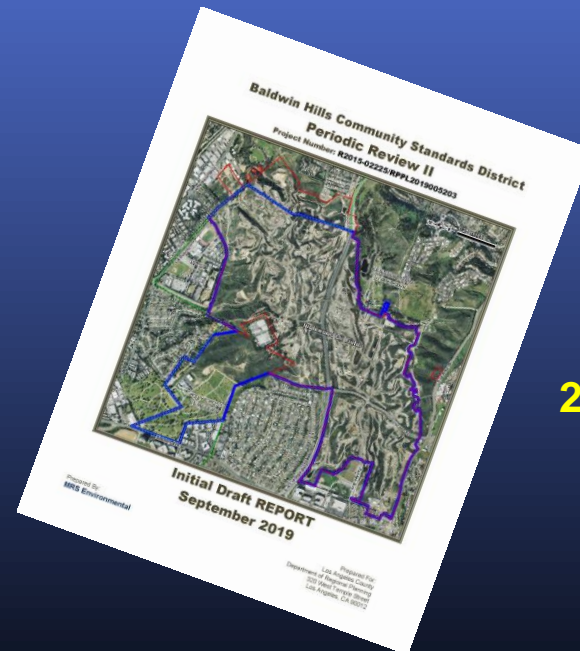 Baldwin Hills Community Standards District
Periodic Review II
Project Number: R2015-02225/RPPL2019005203
Initial Draft REPORT
September 2019
Prepared By:
MRS Environmental
Prepared For:
Los Angeles County
Department of Regional Planning
320 West Temple Street
Los Angeles, CA 90012
2